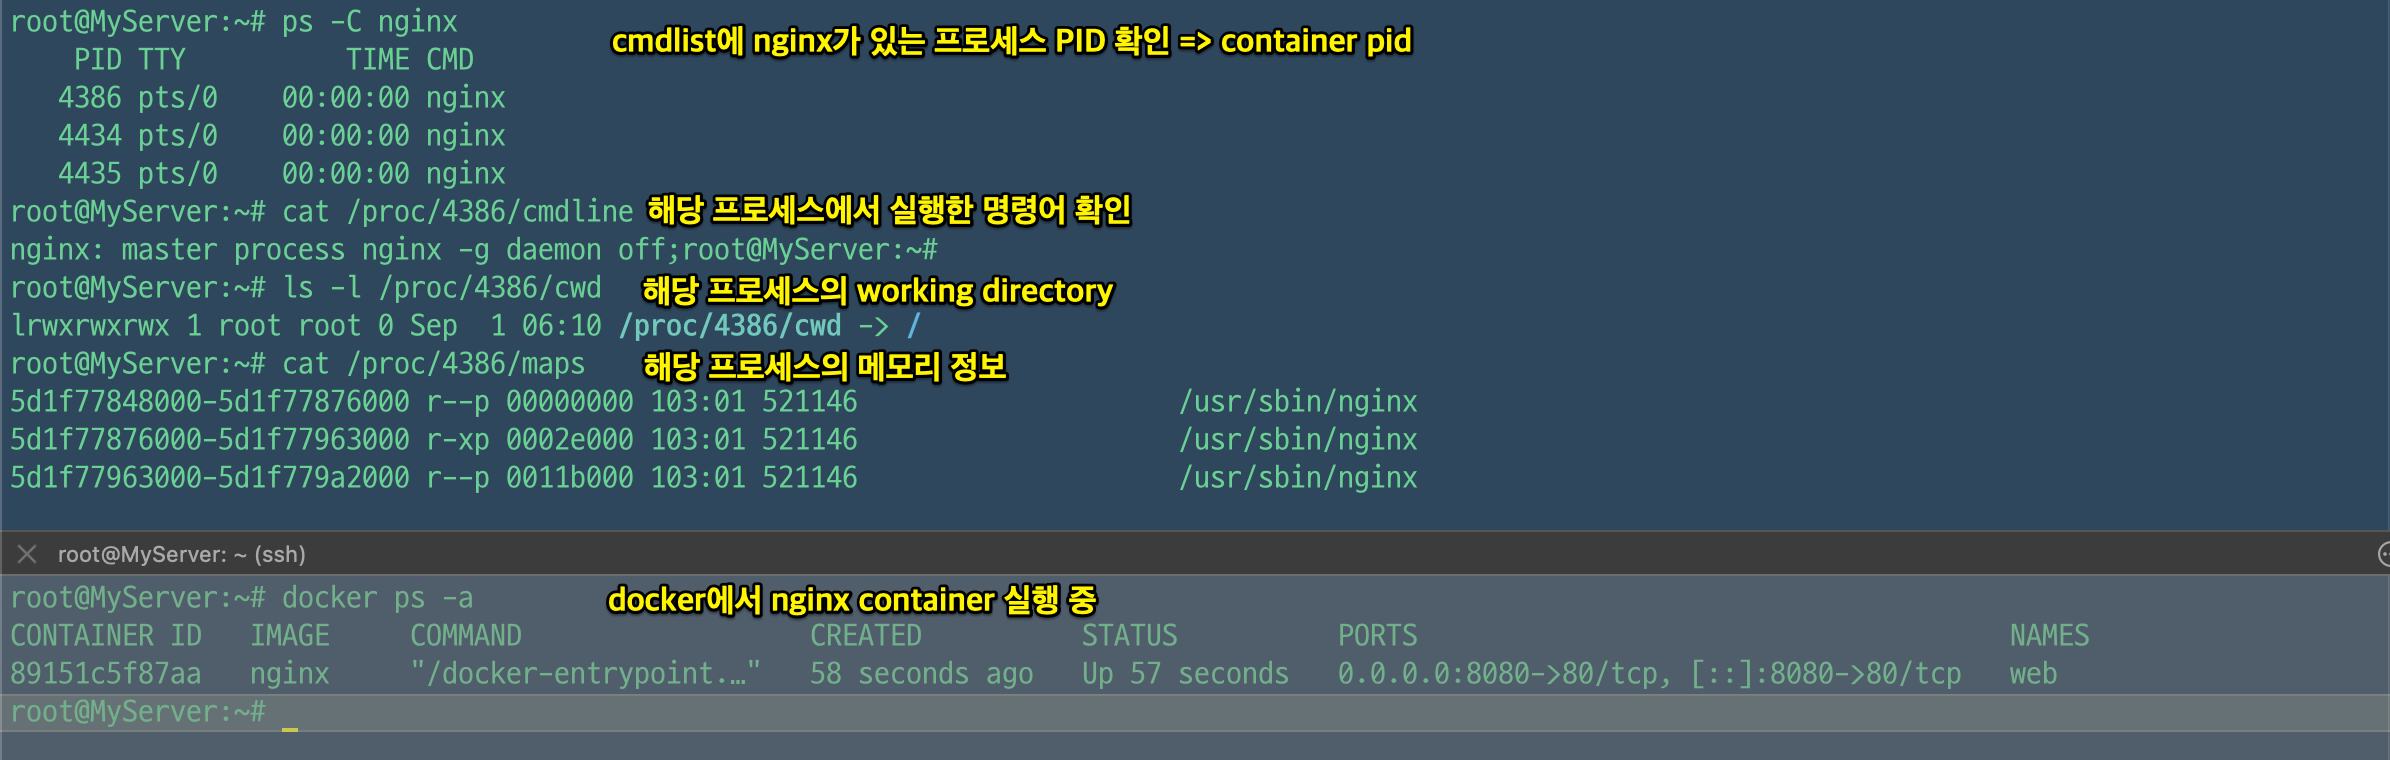 root@MyServer:~# ps -C nginx
cmdlist에 nginx가 있는 프로세스 PID 확인 => container pid
PID TTY TIME CMD
4386 pts/0 00:00:00 nginx
4434 pts/0 00:00:00 nginx
4435 pts/0 00:00:00 nginx
root@MyServer:~# cat /proc/4386/cmdline 해당 프로세스에서 실행한 명령어 확인
nginx: master process nginx -g daemon off;root@MyServer:~#
root@MyServer:~# ls -l /proc/4386/cwd 해당 프로세스의 working directory
lrwxrwxrwx 1 root root 0 Sep  1 06:10 /proc/4386/cwd -> /
root@MyServer:~# cat /proc/4386/maps 해당 프로세스의 메모리 정보
5d1f77848000-5d1f77876000 r--p 00000000 103:01 521146 /usr/sbin/nginx
5d1f77876000-5d1f77963000 r-xp 0002e000 103:01 521146 /usr/sbin/nginx
5d1f77963000-5d1f779a2000 r--p 0011b000 103:01 521146 /usr/sbin/nginx
root@MyServer: ~ (ssh)
root@MyServer:~# docker ps -a docker에서 nginx container 실행 중
CONTAINER ID IMAGE COMMAND CREATED STATUS PORTS NAMES
89151c5f87aa nginx "/docker-entrypoint.…" 58 seconds ago Up 57 seconds 0.0.0.0:8080->80/tcp, [::]:8080->80/tcp web
root@MyServer:~#